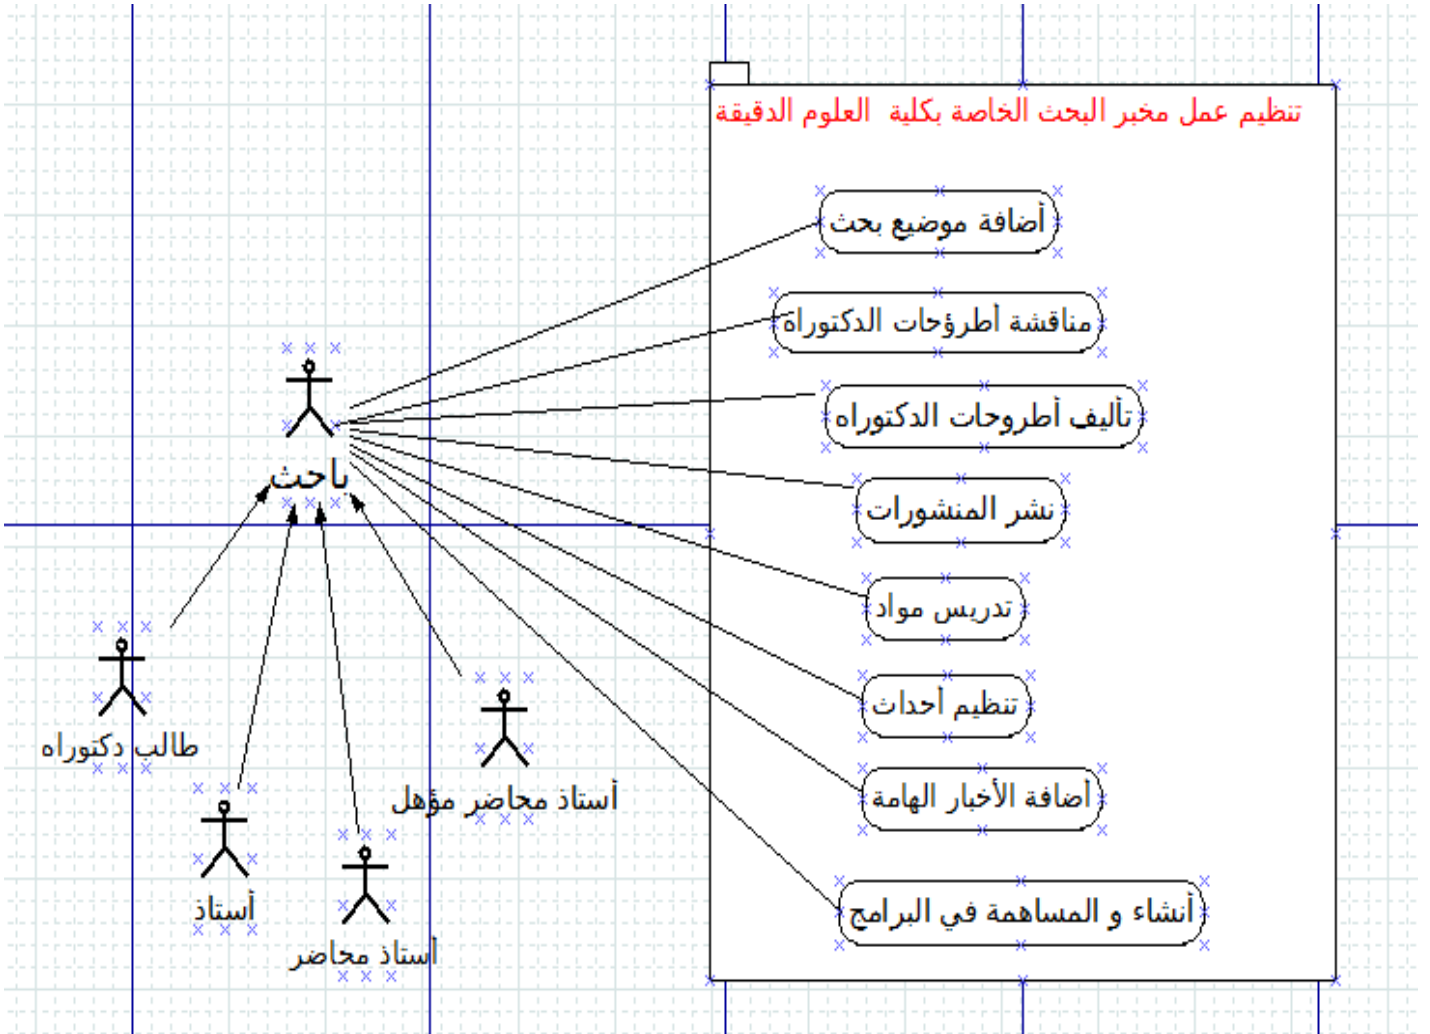 تنظيم عمل مخبر البحث الخاصة بكلية العلوم الدقيقة
أضافة موضيع بحث
مناقشة أطرؤحات الدكتوراة
تأليف أطروحات الدكتوراه
نشر المنشورات
تدريس مواد
تنظيم أحداث
أضافة الأخبار الهامة
أنشاء و المساهمة في البرامج
باحث
طالب دكتوراه
أستاذ محاضر مؤهل
أستاذ
أستاذ محاضر